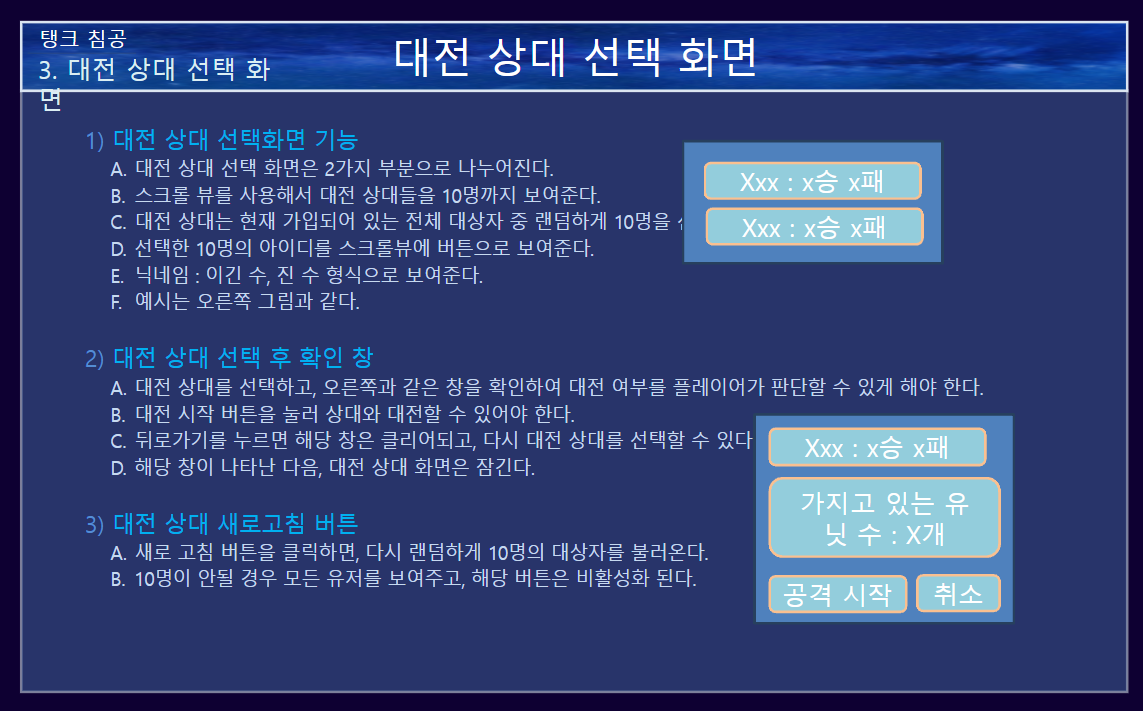 탱크 침공
3. 대전 상대 선택 화
면
대전 상대 선택 화면
1) 대전 상대 선택화면 기능
A. 대전 상대 선택 화면은 2가지 부분으로 나누어진다.
B. 스크롤 뷰를 사용해서 대전 상대들을 10명까지 보여준다.
C. 대전 상대는 현재 가입되어 있는 전체 대상자 중 랜덤하게 10명을
D. 선택한 10명의 아이디를 스크롤뷰에 버튼으로 보여준다.
E. 닉네임 : 이긴 수, 진 수 형식으로 보여준다.
F. 예시는 오른쪽 그림과 같다.
Xxx : x승 x패
Xxx : x승 x패
2) 대전 상대 선택 후 확인 창
A. 대전 상대를 선택하고, 오른쪽과 같은 창을 확인하여 대전 여부를 플레이어가 판단할 수 있게 해야 한다.
B. 대전 시작 버튼을 눌러 상대와 대전할 수 있어야 한다.
C. 뒤로가기를 누르면 해당 창은 클리어되고, 다시 대전 상대를 선택할 수 있다
D. 해당 창이 나타난 다음, 대전 상대 화면은 잠긴다.
Xxx : x승 x패
가지고 있는 유
닛 수 : X개
공격 시작
취소
3) 대전 상대 새로고침 버튼
A. 새로 고침 버튼을 클릭하면, 다시 랜덤하게 10명의 대상자를 불러온다.
B. 10명이 안될 경우 모든 유저를 보여주고, 해당 버튼은 비활성화 된다.